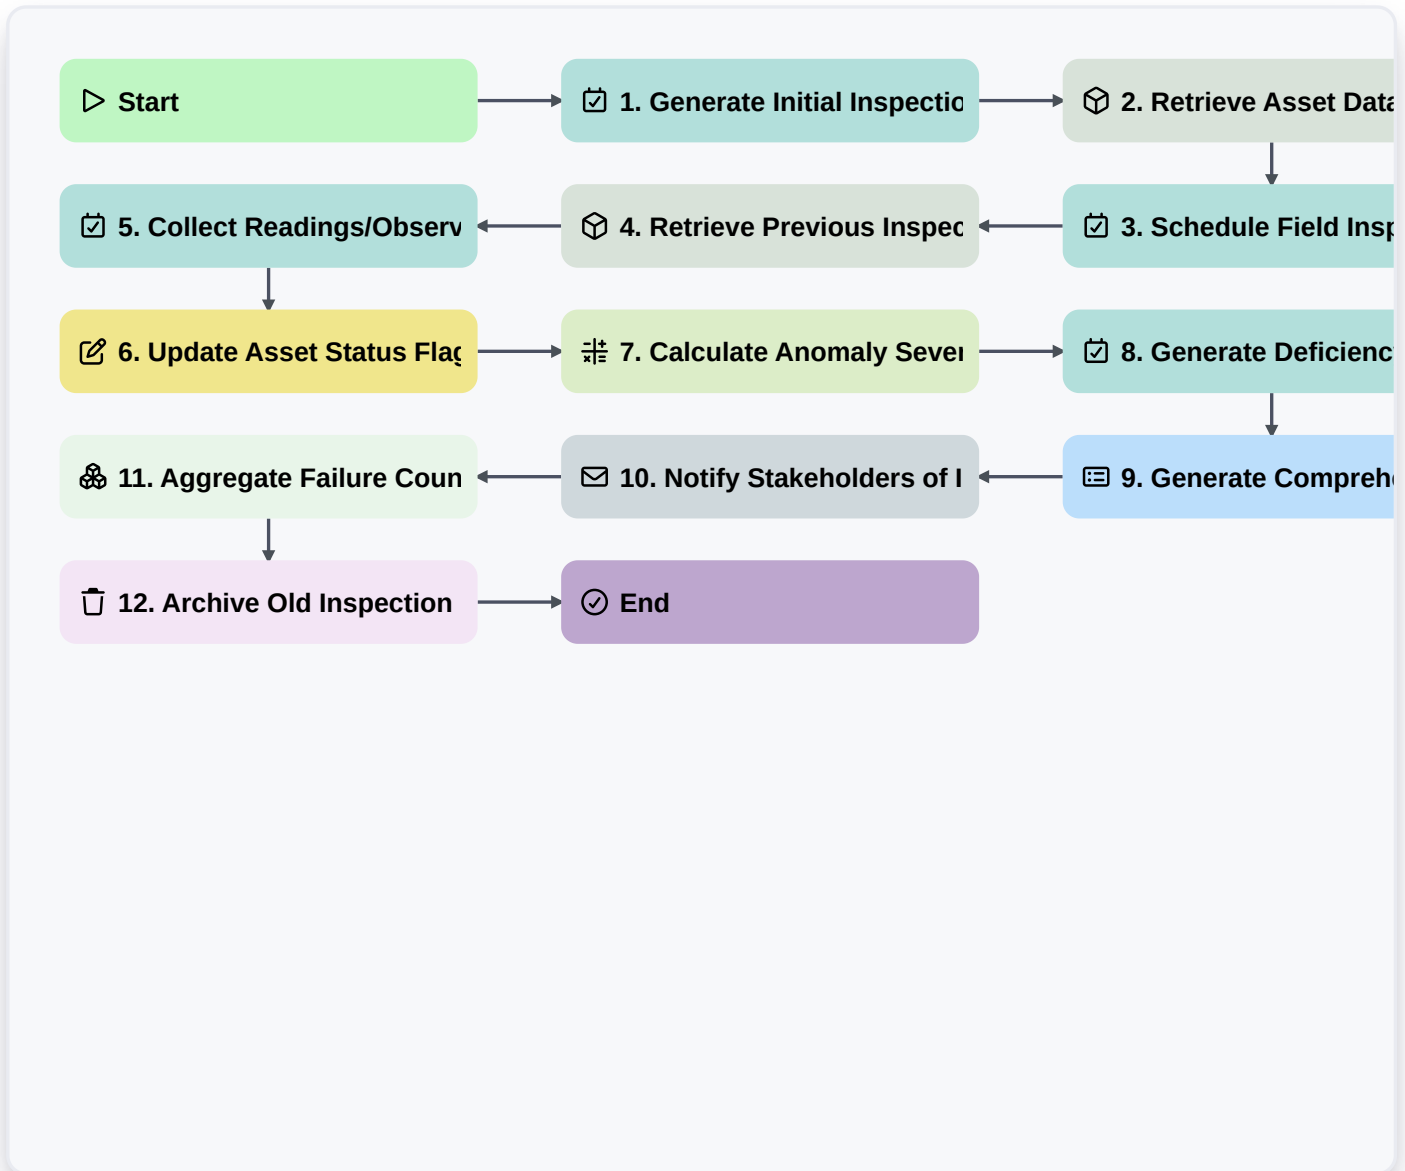 Start
1. Generate Initial Inspectio
2. Retrieve Asset Data
5. Collect Readings/Observ
4. Retrieve Previous Inspec
3. Schedule Field Insp
6. Update Asset Status Flag
7. Calculate Anomaly Sever
8. Generate Deficienc
11. Aggregate Failure Coun
10. Notify Stakeholders of I
9. Generate Comprehe
12. Archive Old Inspection
End